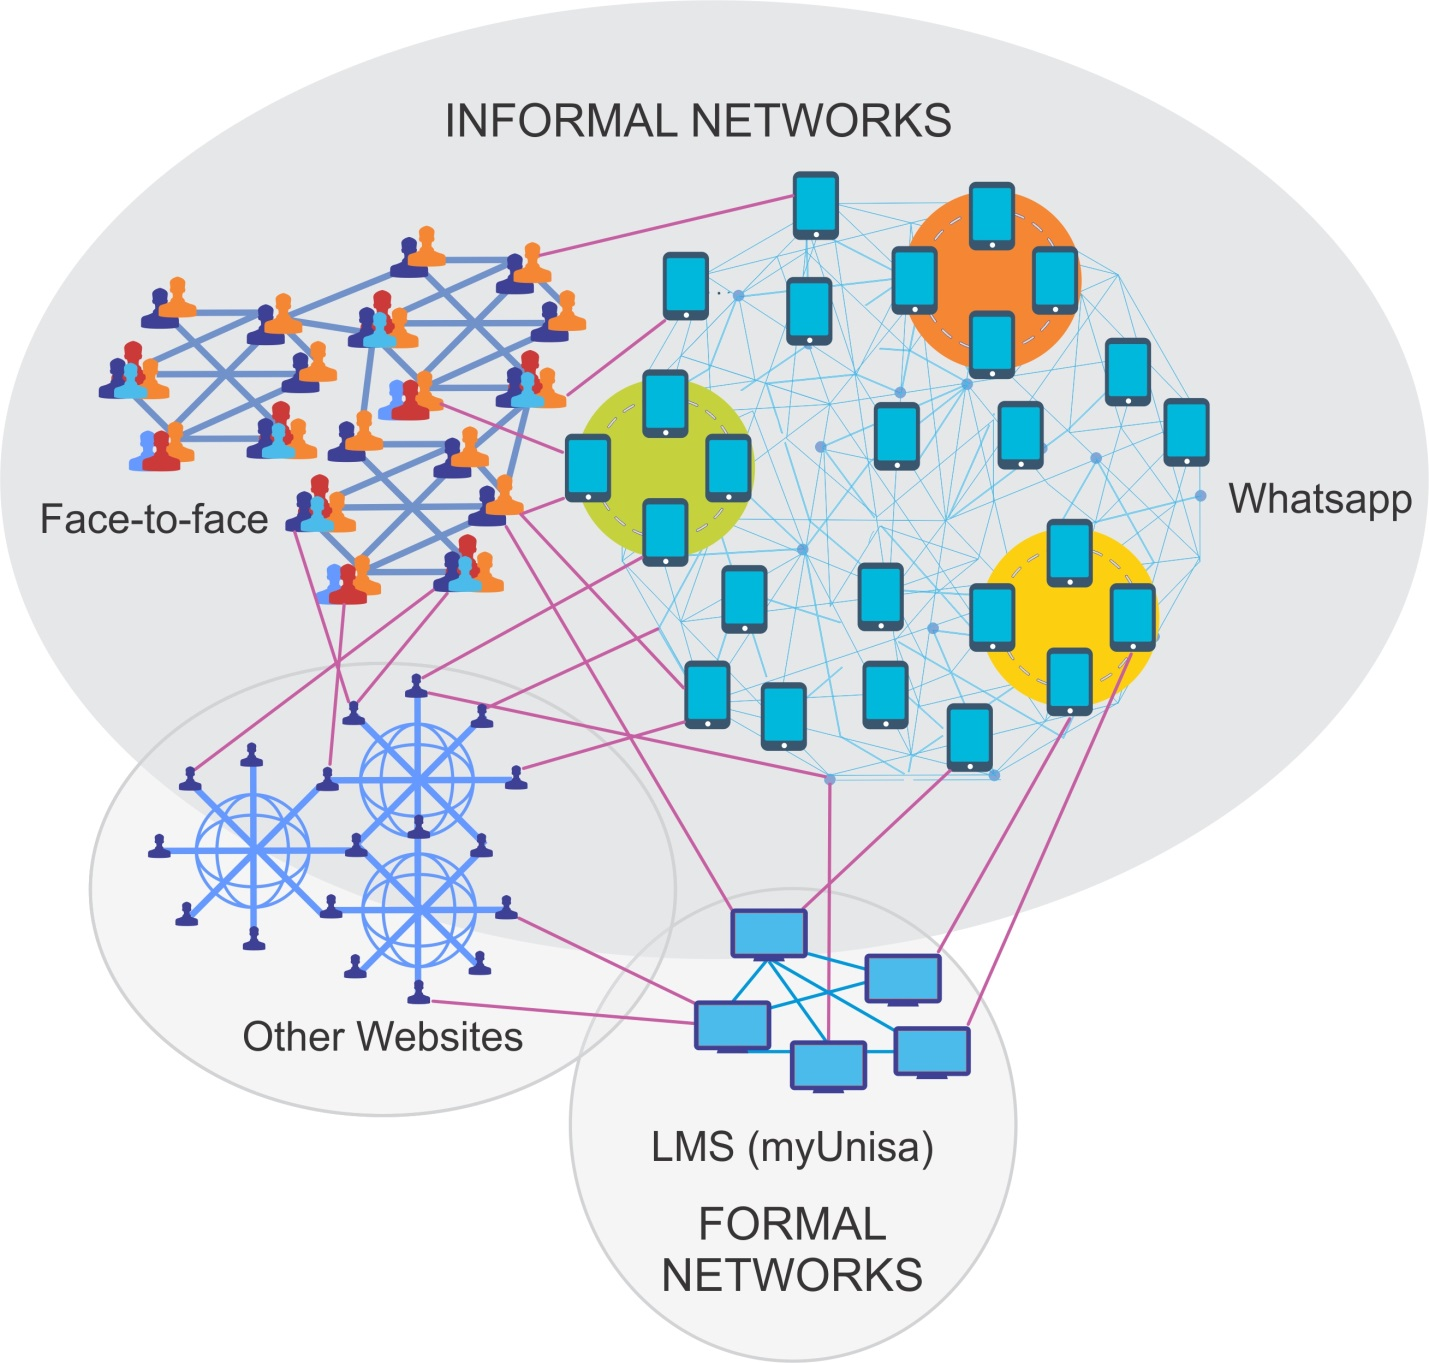 INFORMAL NETWORKS
Face-to-face
Whatsapp
Other Websites
LMS (myUnisa)
FORMAL
NETWORKS